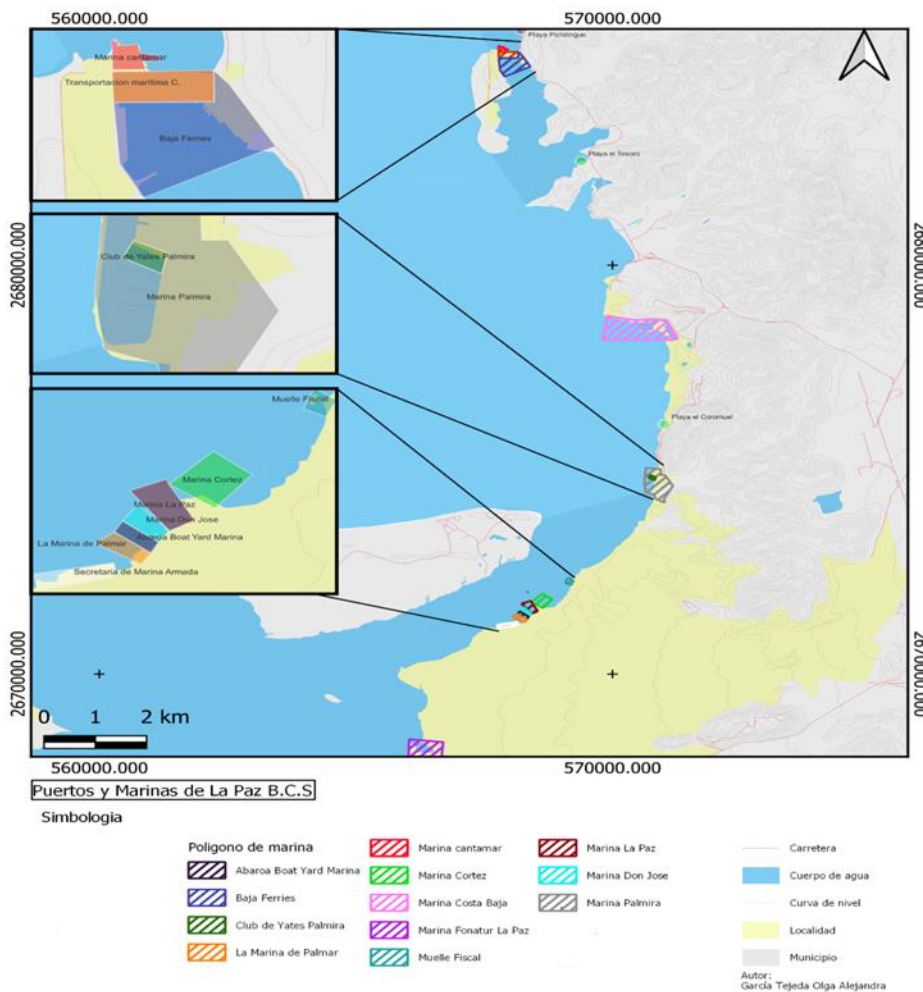 560000.000
570000.000
Playa Pichilingue
Marina cantamar
Transportacion maritima C.
Baja Ferries
Playa el Tesoro
Club de Yates Palmira
Marina Palmira
2680000.000
2680000.000
Playa el Coromuel
Muelle Fiscal
Marina Cortez
Marina La Paz
Marina Don Jose
La Marina de Palmar
Abaroa Boat Yard Marina
Secretaria de Marina Armada
2670000.000
2670000.000
0 1 2 km
560000.000
570000.000
Puertos y Marinas de La Paz B.C.S
Simbologia
Poligono de marina
Abaroa Boat Yard Marina
Baja Ferries
Club de Yates Palmira
La Marina de Palmar
Marina cantamar
Marina Cortez
Marina Costa Baja
Marina Fonatur La Paz
Muelle Fiscal
Marina La Paz
Marina Don Jose
Marina Palmira
Carretera
Cuerpo de agua
Curva de nivel
Localidad
Municipio
Autor:
García Tejeda Olga Alejandra